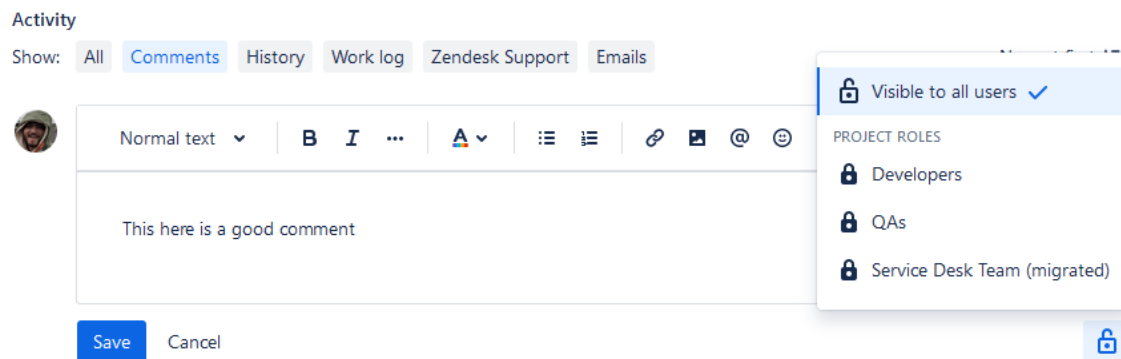 Activity
Show: All Comments History Work log Zendesk Support Emails
Visible to all users
Normal text B I ... A @
PROJECT ROLES
Developers
This here is a good comment
QAs
Service Desk Team (migrated)
Save Cancel